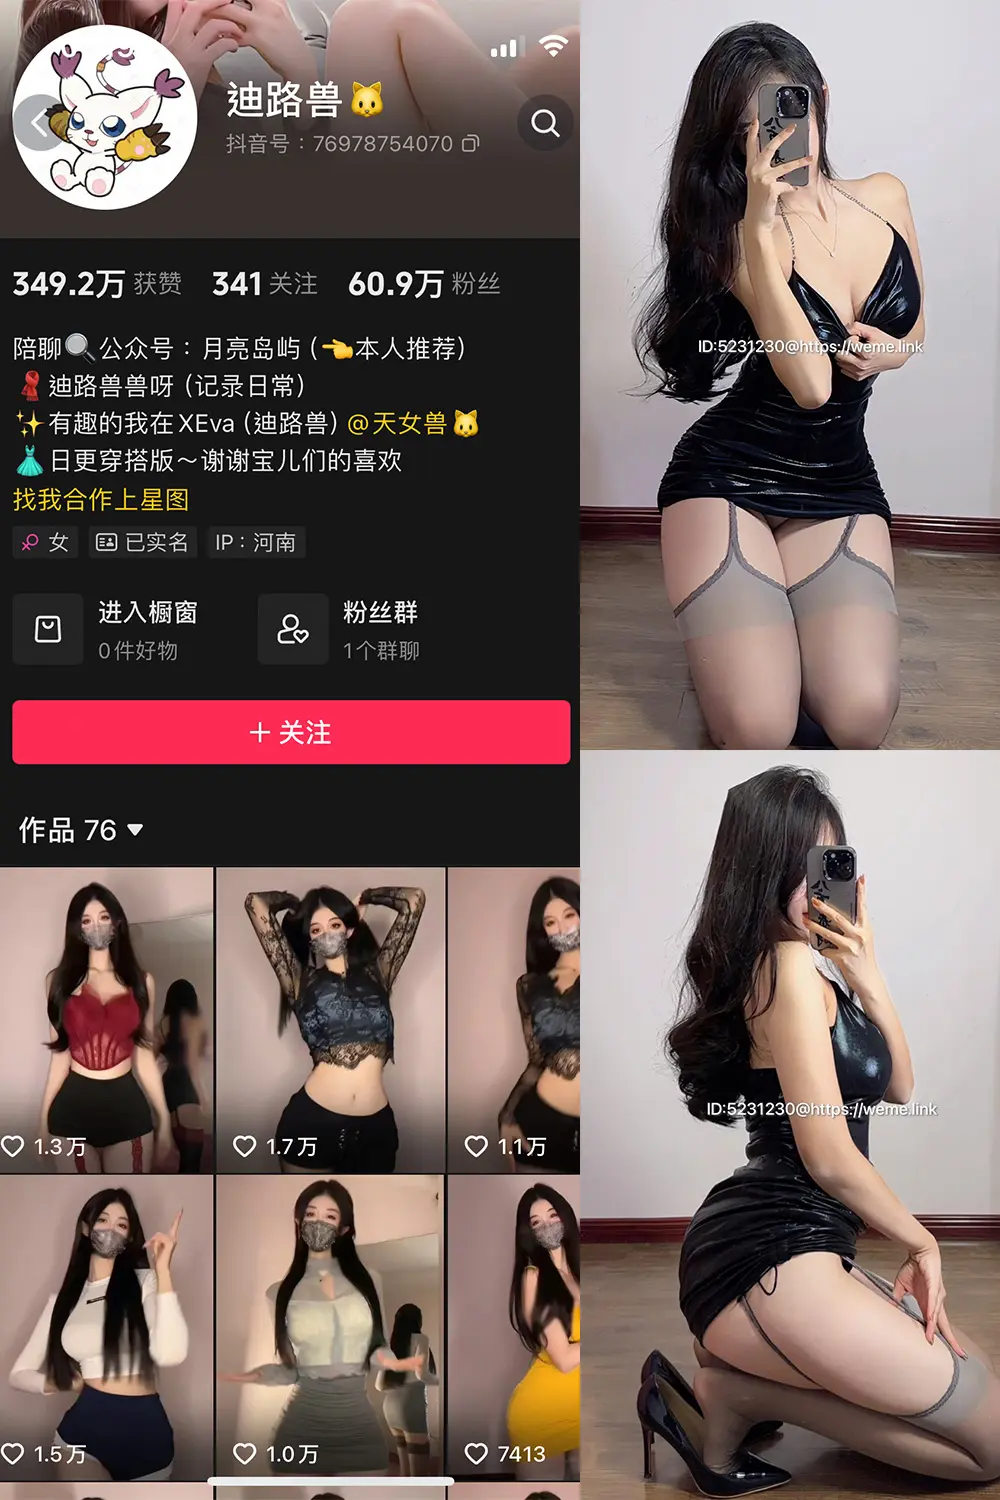 迪路兽🐱
抖音号：76978754070
349.2万 获赞 341 关注 60.9万 粉丝
陪聊🔍公众号：月亮岛屿（👈本人推荐）
🧣迪路兽兽呀（记录日常）
✨有趣的我在XEva（迪路兽）@天女兽🐱
👗日更穿搭版～谢谢宝儿们的喜欢
找我合作上星图
女 已实名 IP：河南
进入橱窗
0件好物
粉丝群
1个群聊
＋关注
作品 76
1.3万
1.7万
1.1万
1.5万
1.0万
7413
ID:5231230@https://weme.link
ID:5231230@https://weme.link